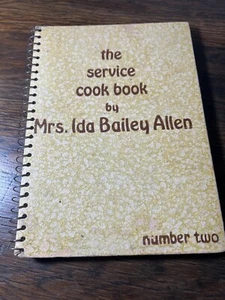 the
service
cook book
by
Mrs. Ida Bailey Allen
number two